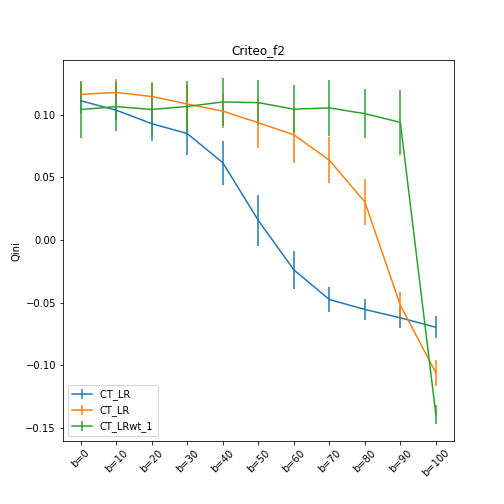 Criteo_f2
Qini
0.10
0.05
0.00
−0.05
−0.10
−0.15
CT_LR
CT_LR
CT_LRwt_1
b=0
b=10
b=20
b=30
b=40
b=50
b=60
b=70
b=80
b=90
b=100